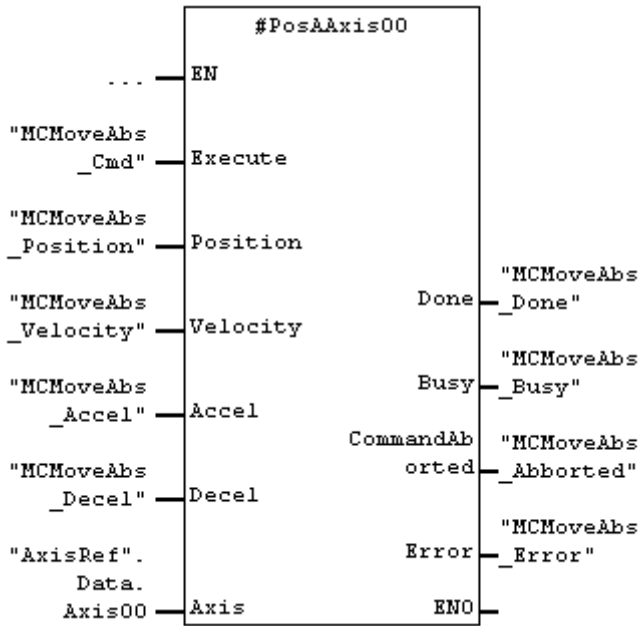 #PosAAxis00
... EN
"MCMoveAbs
_Cmd" Execute
"MCMoveAbs
_Position" Position
"MCMoveAbs
_Velocity" Velocity
"MCMoveAbs
_Accel" Accel
"MCMoveAbs
_Decel" Decel
"AxisRef".
Data.
Axis00 Axis
"MCMoveAbs
Done _Done"
"MCMoveAbs
Busy _Busy"
CommandAb "MCMoveAbs
orted _Abborted"
"MCMoveAbs
Error _Error"
ENO